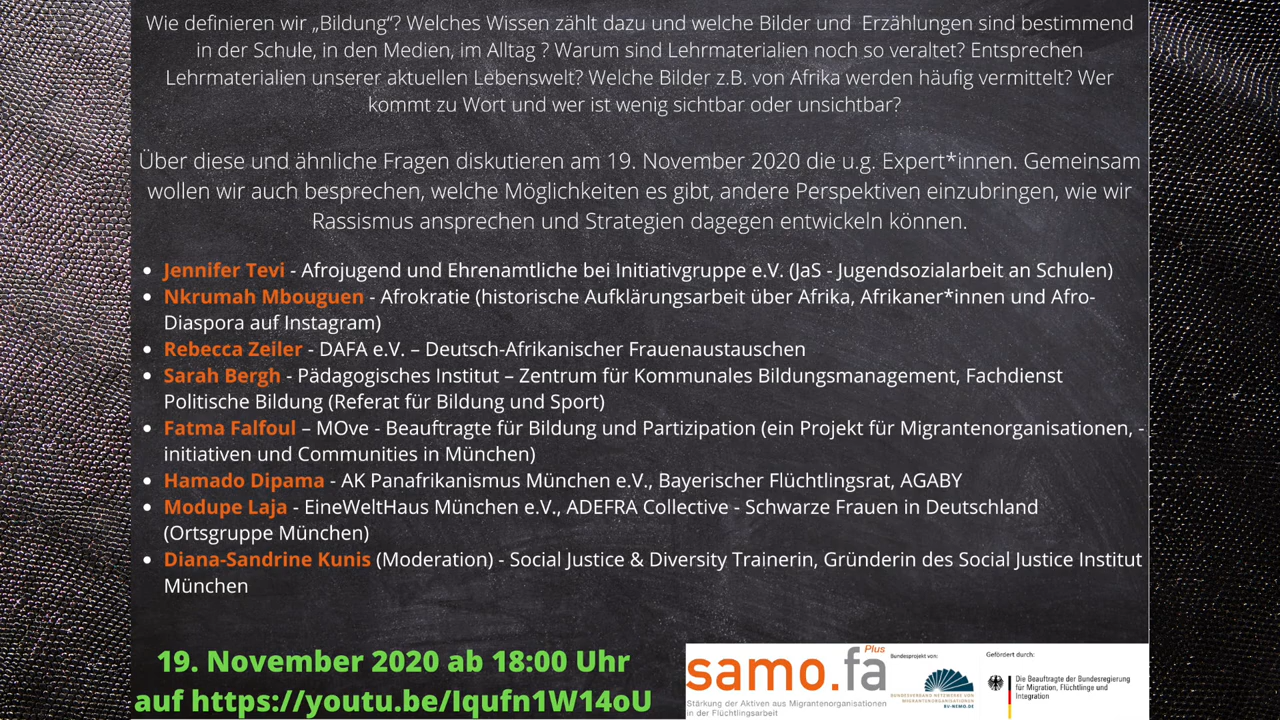 Wie definieren wir „Bildung“? Welches Wissen zählt dazu und welche Bilder und Erzählungen sind bestimmend
in der Schule, in den Medien, im Alltag ? Warum sind Lehrmaterialien noch so veraltet? Entsprechen
Lehrmaterialien unserer aktuellen Lebenswelt? Welche Bilder z.B. von Afrika werden häufig vermittelt? Wer
kommt zu Wort und wer ist wenig sichtbar oder unsichtbar?
Über diese und ähnliche Fragen diskutieren am 19. November 2020 die u.g. Expert*innen. Gemeinsam
wollen wir auch besprechen, welche Möglichkeiten es gibt, andere Perspektiven einzubringen, wie wir
Rassismus ansprechen und Strategien dagegen entwickeln können.
• Jennifer Tevi - Afrojugend und Ehrenamtliche bei Initiativgruppe e.V. (JaS - Jugendsozialarbeit an Schulen)
• Nkrumah Mbouguen - Afrokratie (historische Aufklärungsarbeit über Afrika, Afrikaner*innen und Afro-
Diaspora auf Instagram)
• Rebecca Zeiler - DAFA e.V. – Deutsch-Afrikanischer Frauenaustauschen
• Sarah Bergh - Pädagogisches Institut – Zentrum für Kommunales Bildungsmanagement, Fachdienst
Politische Bildung (Referat für Bildung und Sport)
• Fatma Falfoul – MOve - Beauftragte für Bildung und Partizipation (ein Projekt für Migrantenorganisationen, -
initiativen und Communities in München)
• Hamado Dipama - AK Panafrikanismus München e.V., Bayerischer Flüchtlingsrat, AGABY
• Modupe Laja - EineWeltHaus München e.V., ADEFRA Collective - Schwarze Frauen in Deutschland
(Ortsgruppe München)
• Diana-Sandrine Kunis (Moderation) - Social Justice & Diversity Trainerin, Gründerin des Social Justice Institut
München
19. November 2020 ab 18:00 Uhr
auf https://youtu.be/Iqufn1W14oU
samo.fa Plus
Stärkung der Aktiven aus Migrantenorganisationen
in der Flüchtlingsarbeit
Bundesprojekt von:
BUNDESVERBAND NETZWERKE VON
MIGRANTENORGANISATIONEN
BV-NEMO.DE
Gefördert durch:
Die Beauftragte der Bundesregierung
für Migration, Flüchtlinge und
Integration